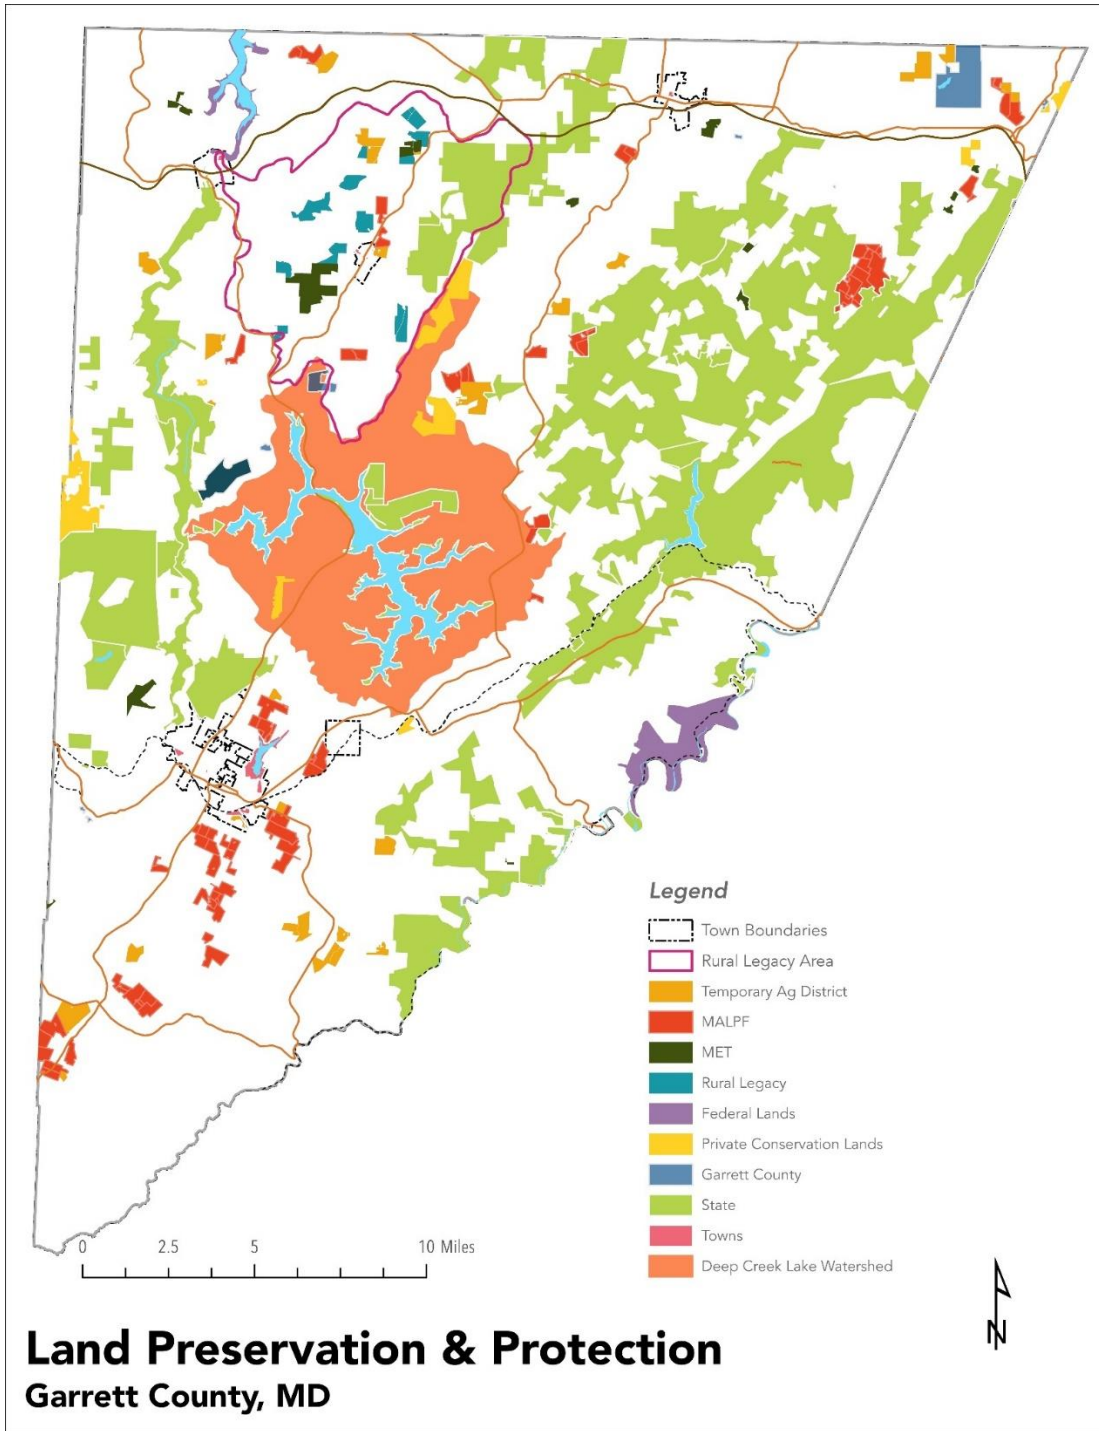 Legend
Town Boundaries
Rural Legacy Area
Temporary Ag District
MALPF
MET
Rural Legacy
Federal Lands
Private Conservation Lands
Garrett County
State
Towns
Deep Creek Lake Watershed
0 2.5 5 10 Miles
N
Land Preservation & Protection
Garrett County, MD